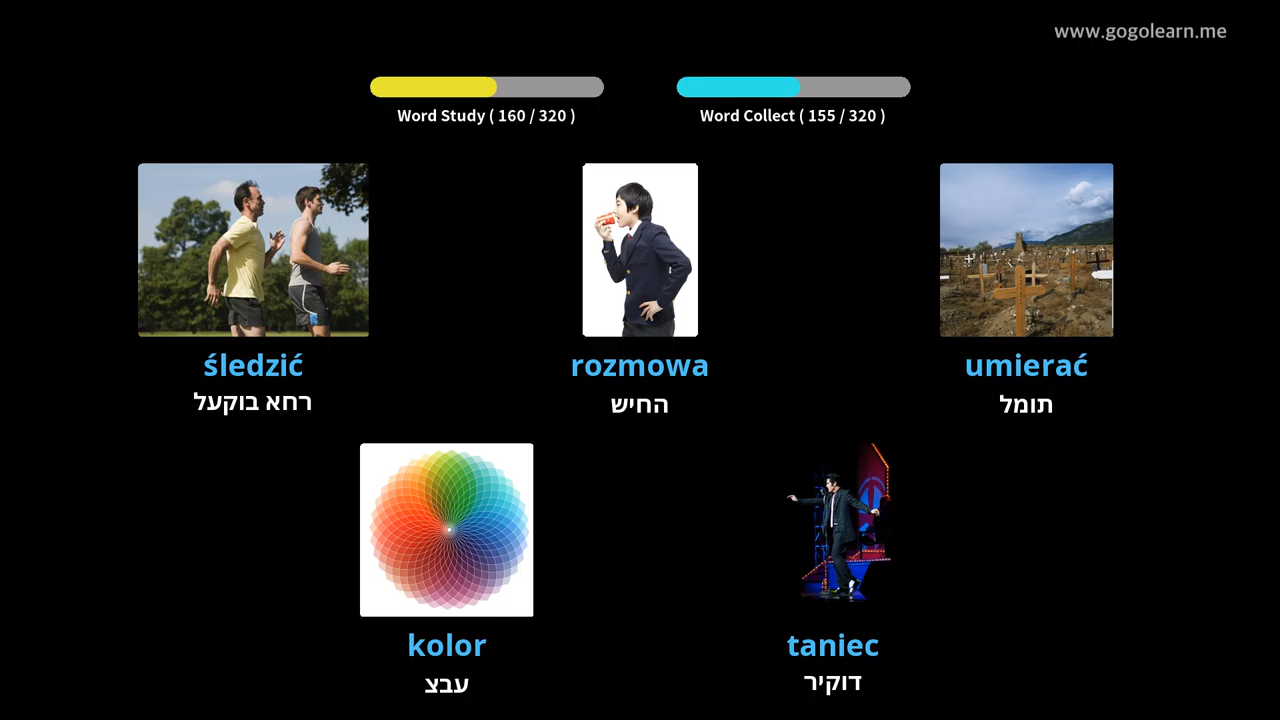 www.gogolearn.me
Word Study ( 160 / 320 )
Word Collect ( 155 / 320 )
śledzić
רחא בוקעל
rozmowa
החיש
umierać
תומל
kolor
עבצ
taniec
דוקיר